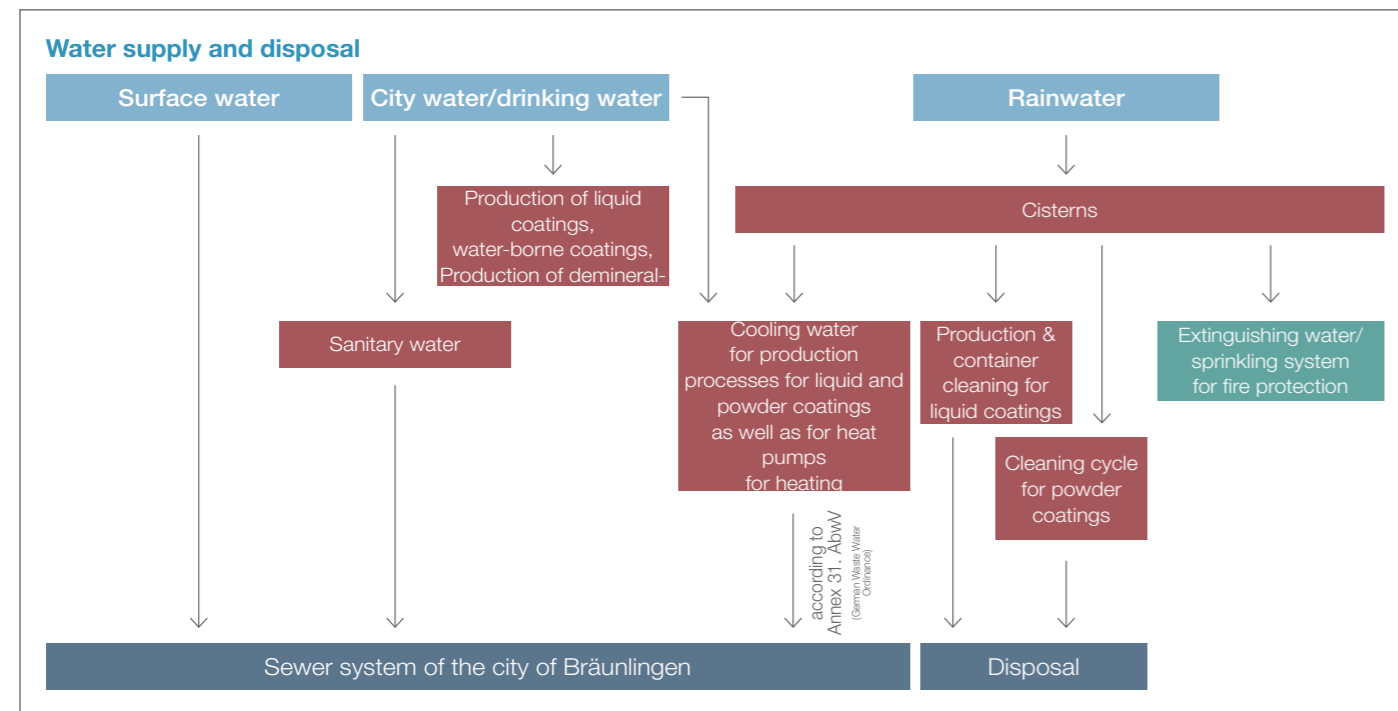 Water supply and disposal
Surface water
City water/drinking water
Rainwater
Production of liquid
coatings,
water-borne coatings,
Production of demineral-
Cisterns
Sanitary water
Cooling water
for production
processes for liquid and
powder coatings
as well as for heat
pumps
for heating
Production &
container
cleaning for
liquid coatings
Extinguishing water/
sprinkling system
for fire protection
Cleaning cycle
for powder
coatings
according to
Annex 31. AbwV
(German Waste Water
Ordinance)
Sewer system of the city of Bräunlingen
Disposal